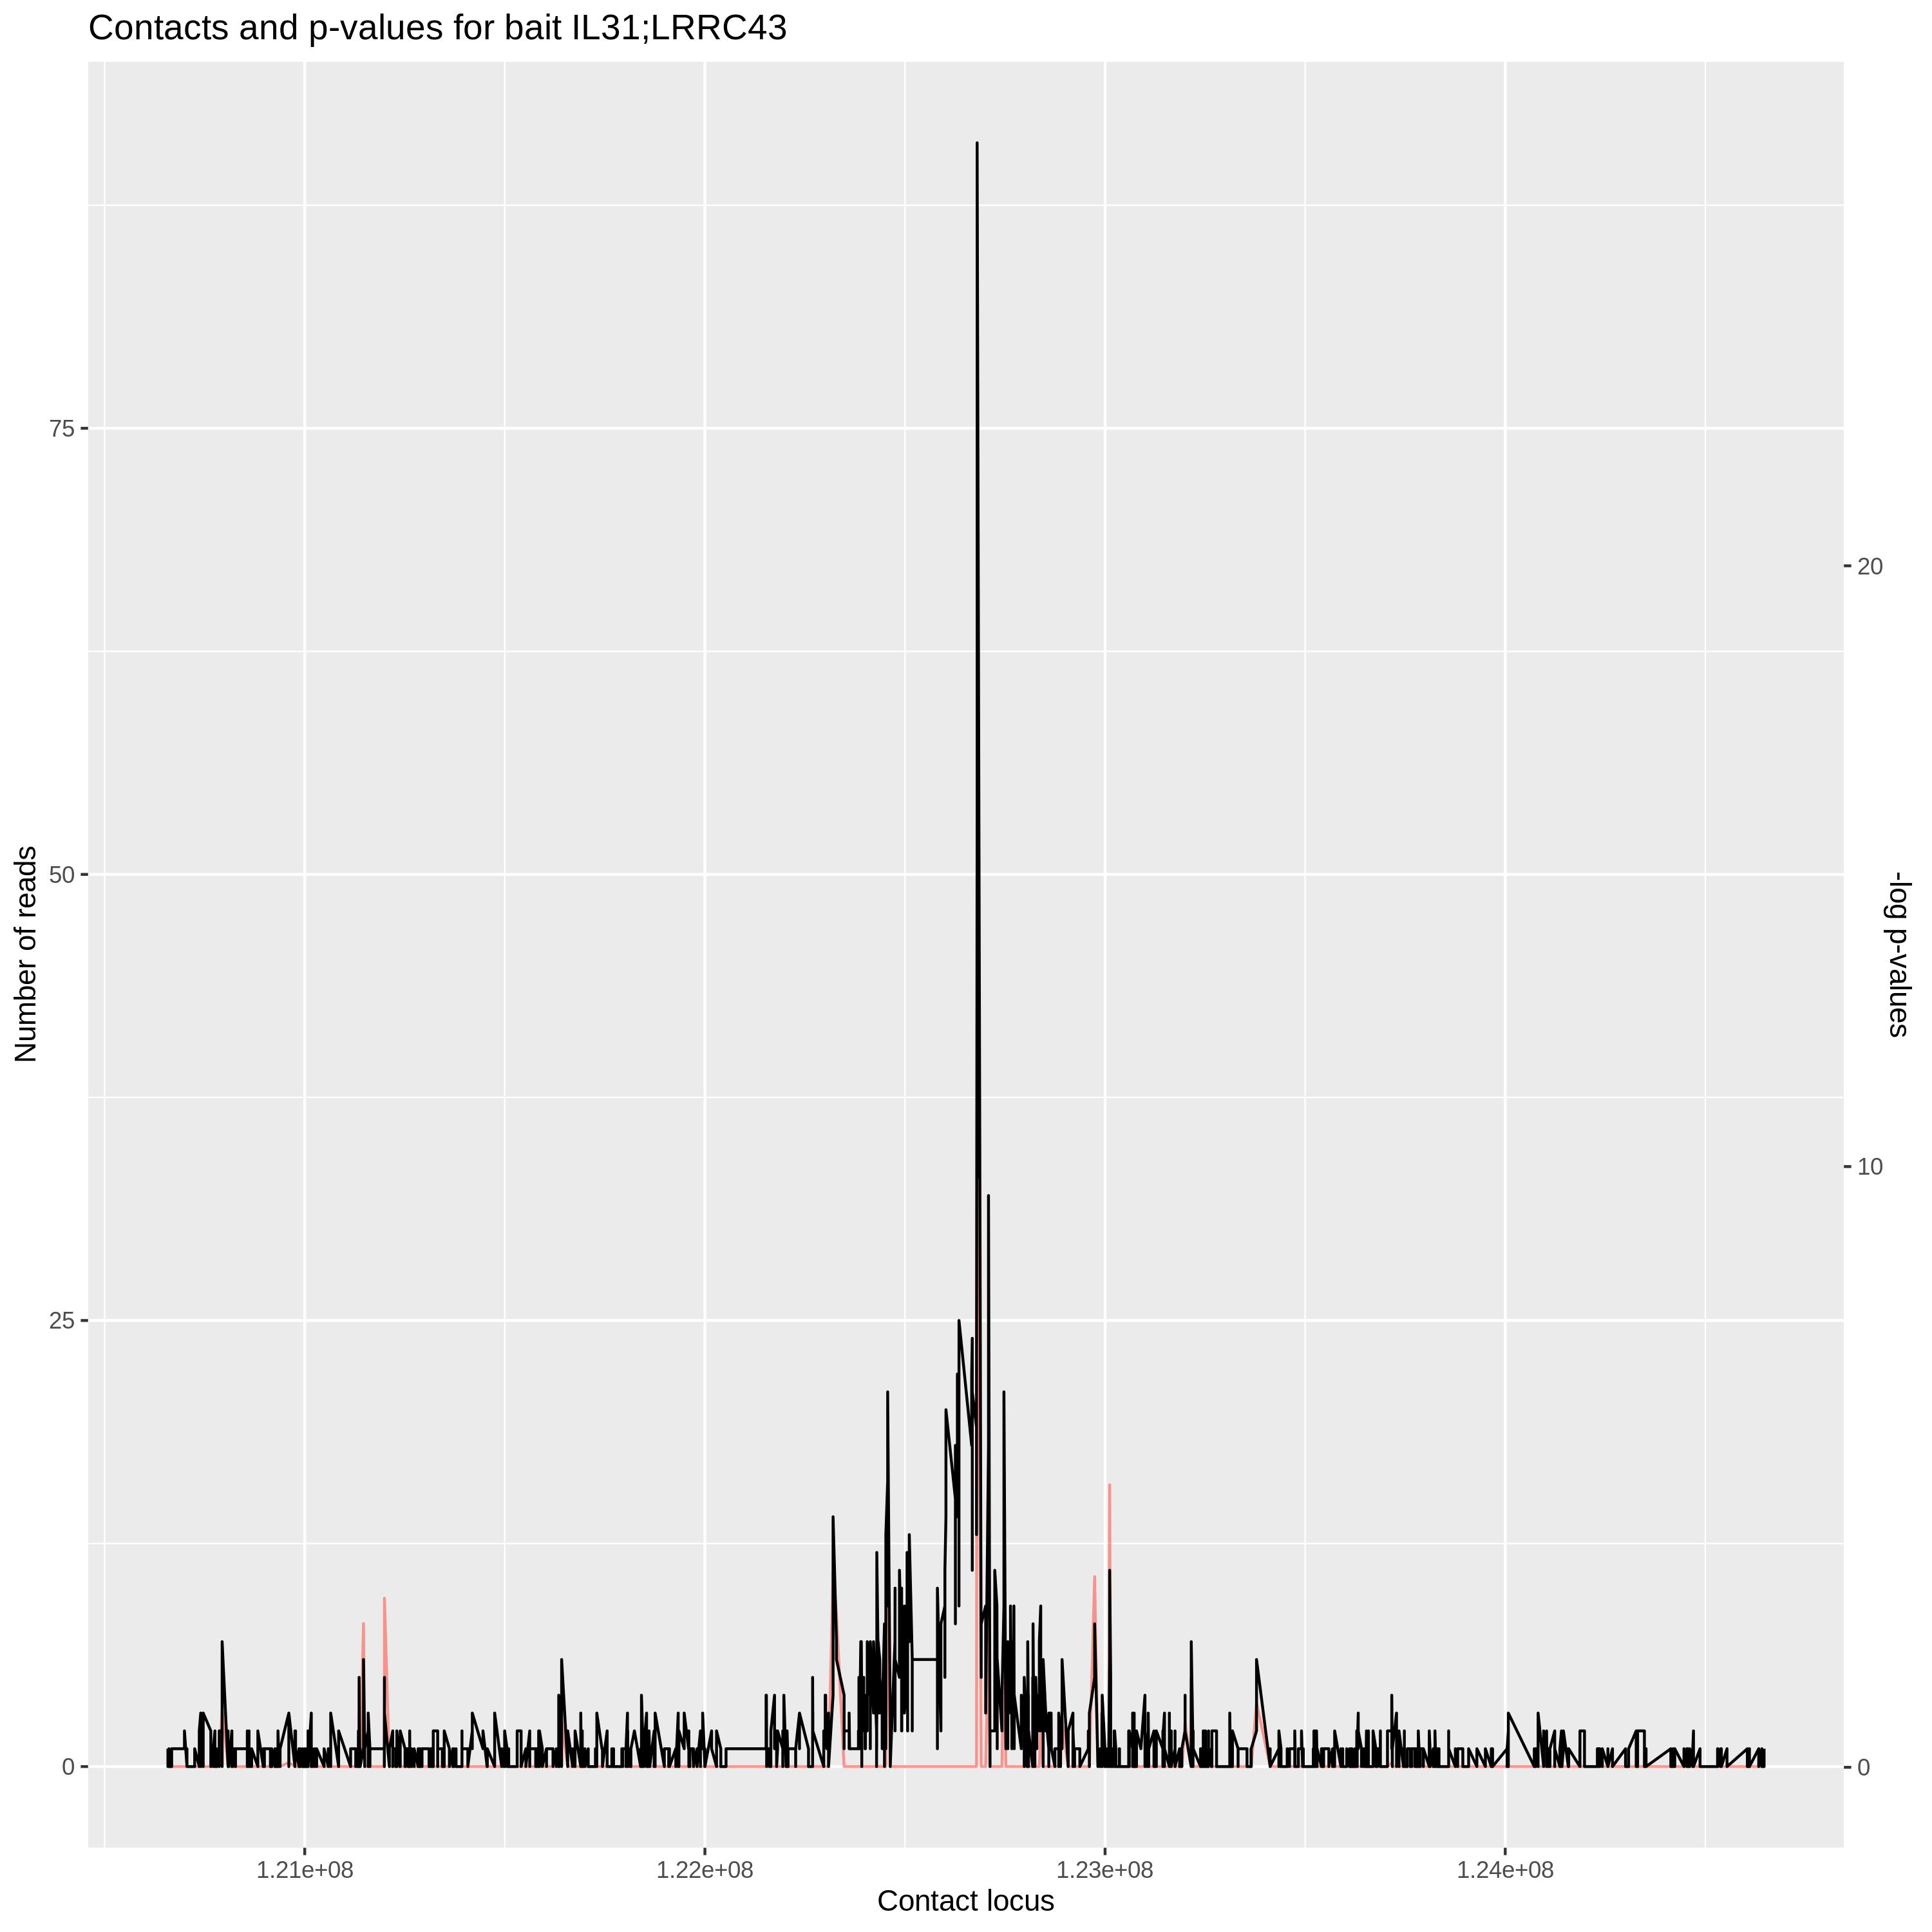 Contacts and p-values for bait IL31;LRRC43
75
50
25
0
Number of reads
20
10
0
-log p-values
1.21e+08
1.22e+08
1.23e+08
1.24e+08
Contact locus